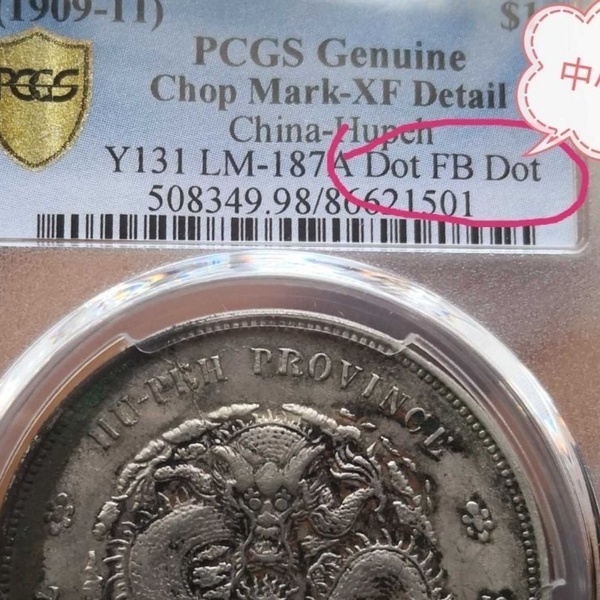 (1909-11) $1
PCGS Genuine
Chop Mark-XF Detail
China-Hupeh
Y131 LM-187A Dot FB Dot
508349.98/86621501
PCGS
中
HU-PEH PROVINCE